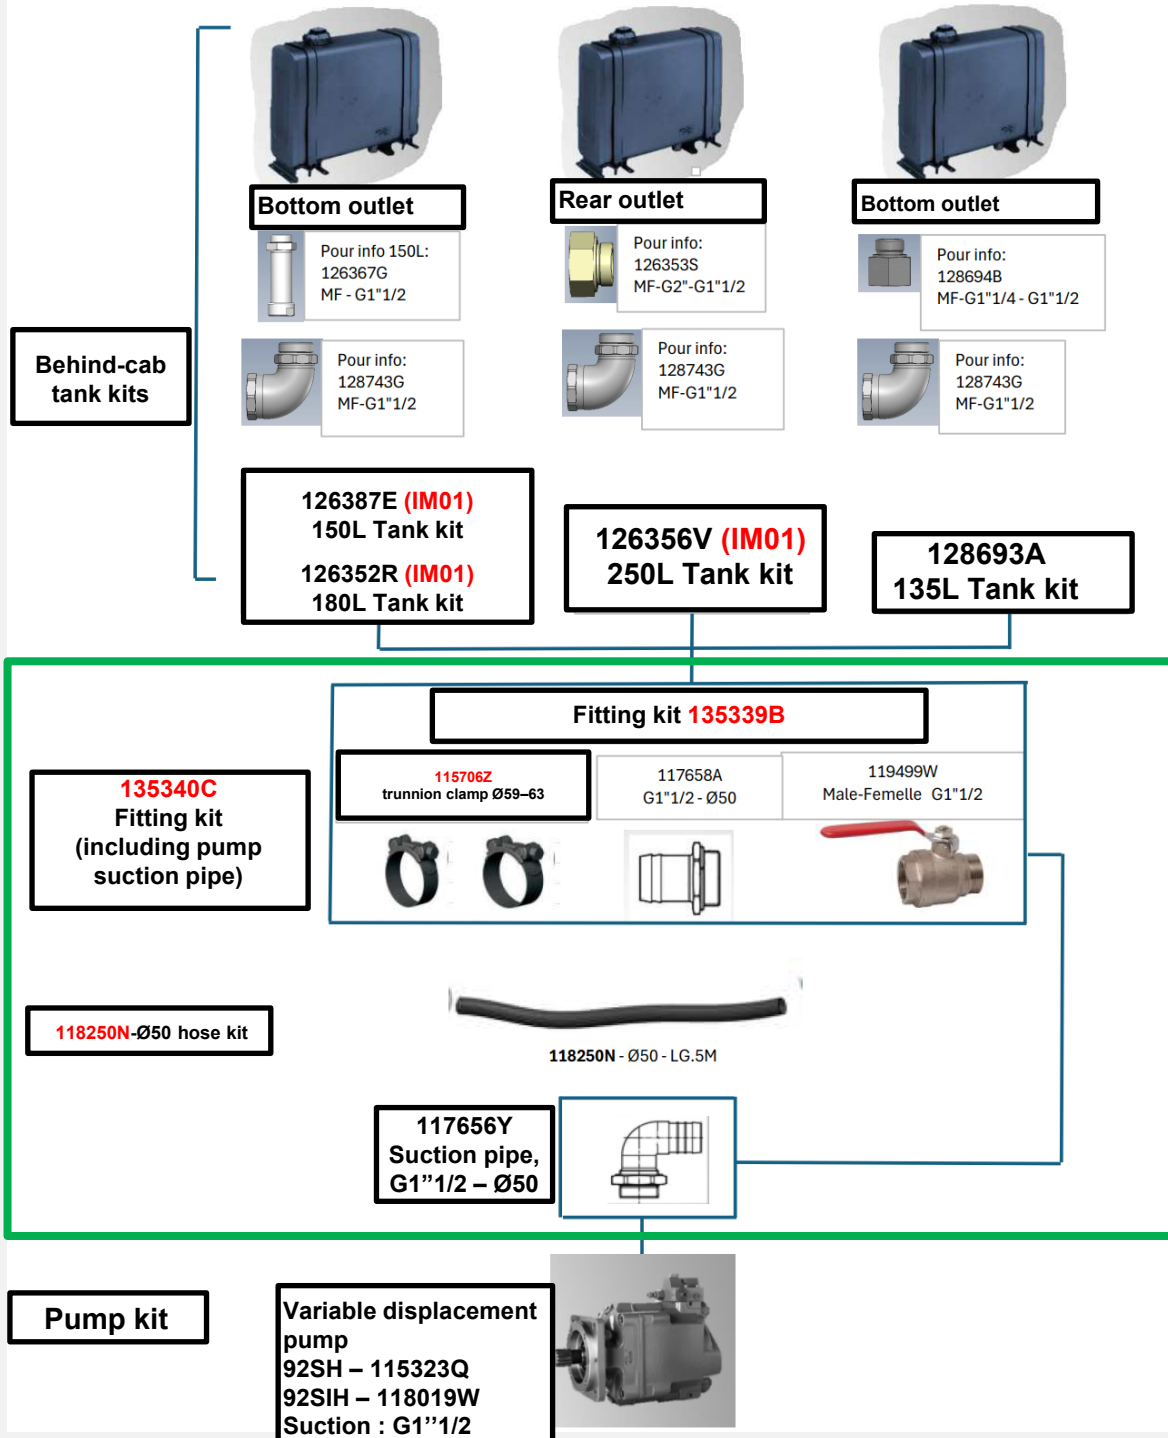 Bottom outlet
Rear outlet
Bottom outlet
Pour info 150L:
126367G
MF - G1"1/2
Pour info:
126353S
MF-G2"-G1"1/2
Pour info:
128694B
MF-G1"1/4 - G1"1/2
Behind-cab
tank kits
Pour info:
128743G
MF-G1"1/2
Pour info:
128743G
MF-G1"1/2
Pour info:
128743G
MF-G1"1/2
126387E (IM01)
150L Tank kit
126352R (IM01)
180L Tank kit
126356V (IM01)
250L Tank kit
128693A
135L Tank kit
Fitting kit 135339B
135340C
Fitting kit
(including pump
suction pipe)
115706Z
trunnion clamp Ø59–63
117658A
G1"1/2 - Ø50
119499W
Male-Femelle G1"1/2
118250N-Ø50 hose kit
118250N - Ø50 - LG.5M
117656Y
Suction pipe,
G1”1/2 – Ø50
Pump kit
Variable displacement
pump
92SH – 115323Q
92SIH – 118019W
Suction : G1’’1/2